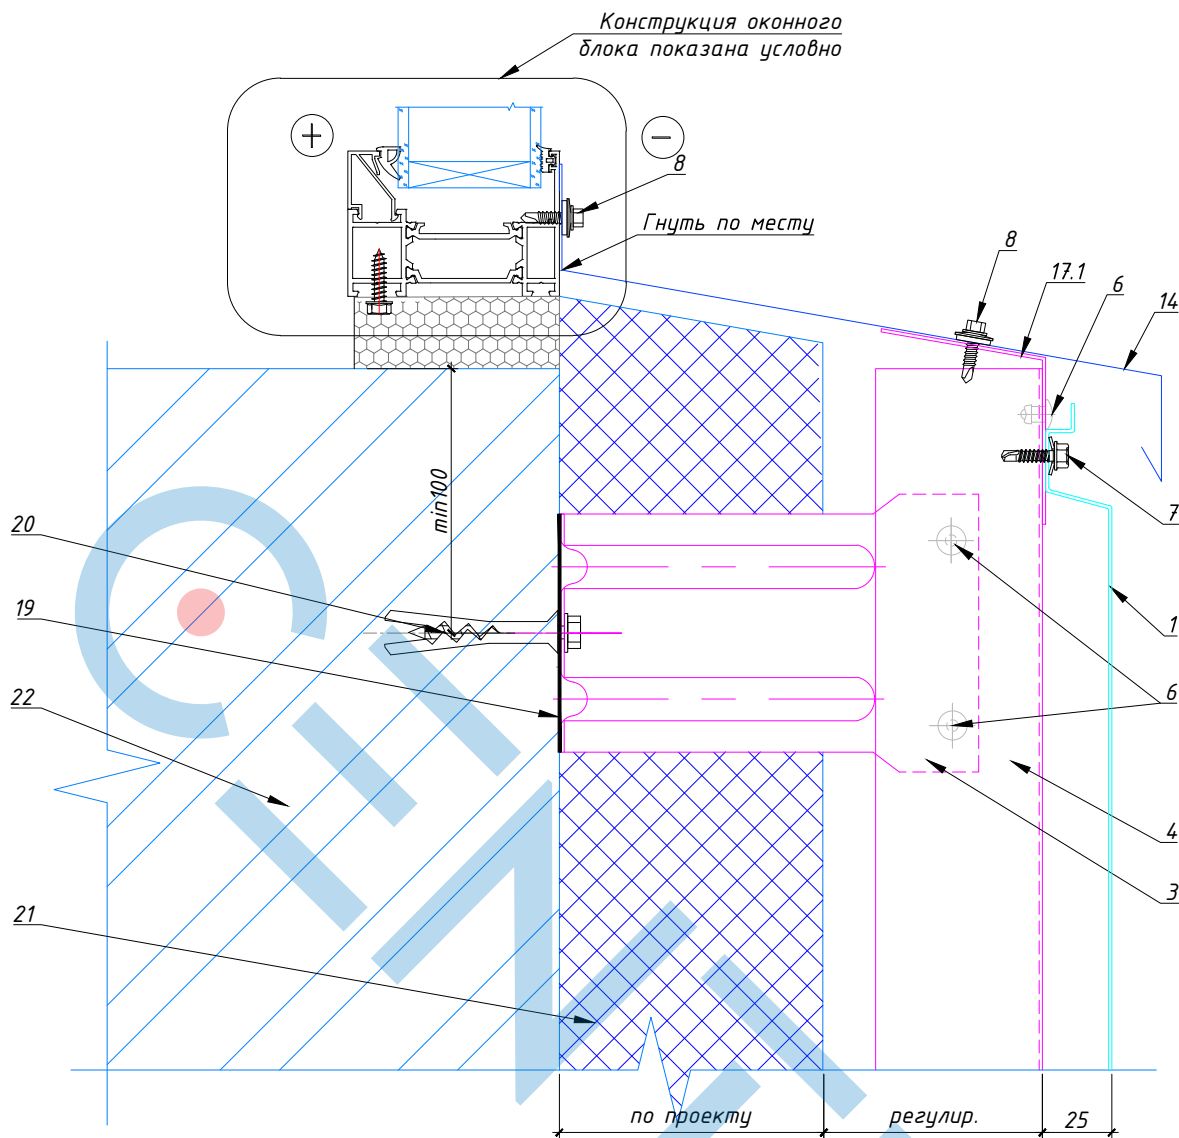 Конструкция оконного
блока показана условно
+
−
8
Гнуть по месту
8
17.1
6
14
min100
7
20
19
1
22
6
4
3
21
по проекту
регулир.
25